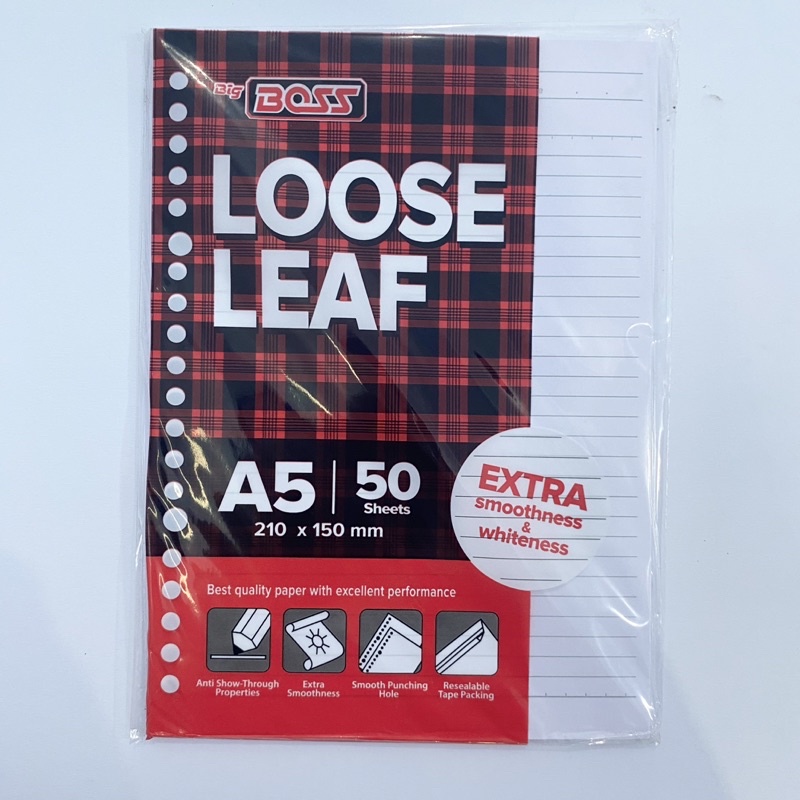 Big BOSS
LOOSE
LEAF
A5 | 50
Sheets
210 x 150 mm
EXTRA
smoothness
&
whiteness
Best quality paper with excellent performance
Anti Show-Through
Properties
Extra
Smoothness
Smooth Punching
Hole
Resealable
Tape Packing